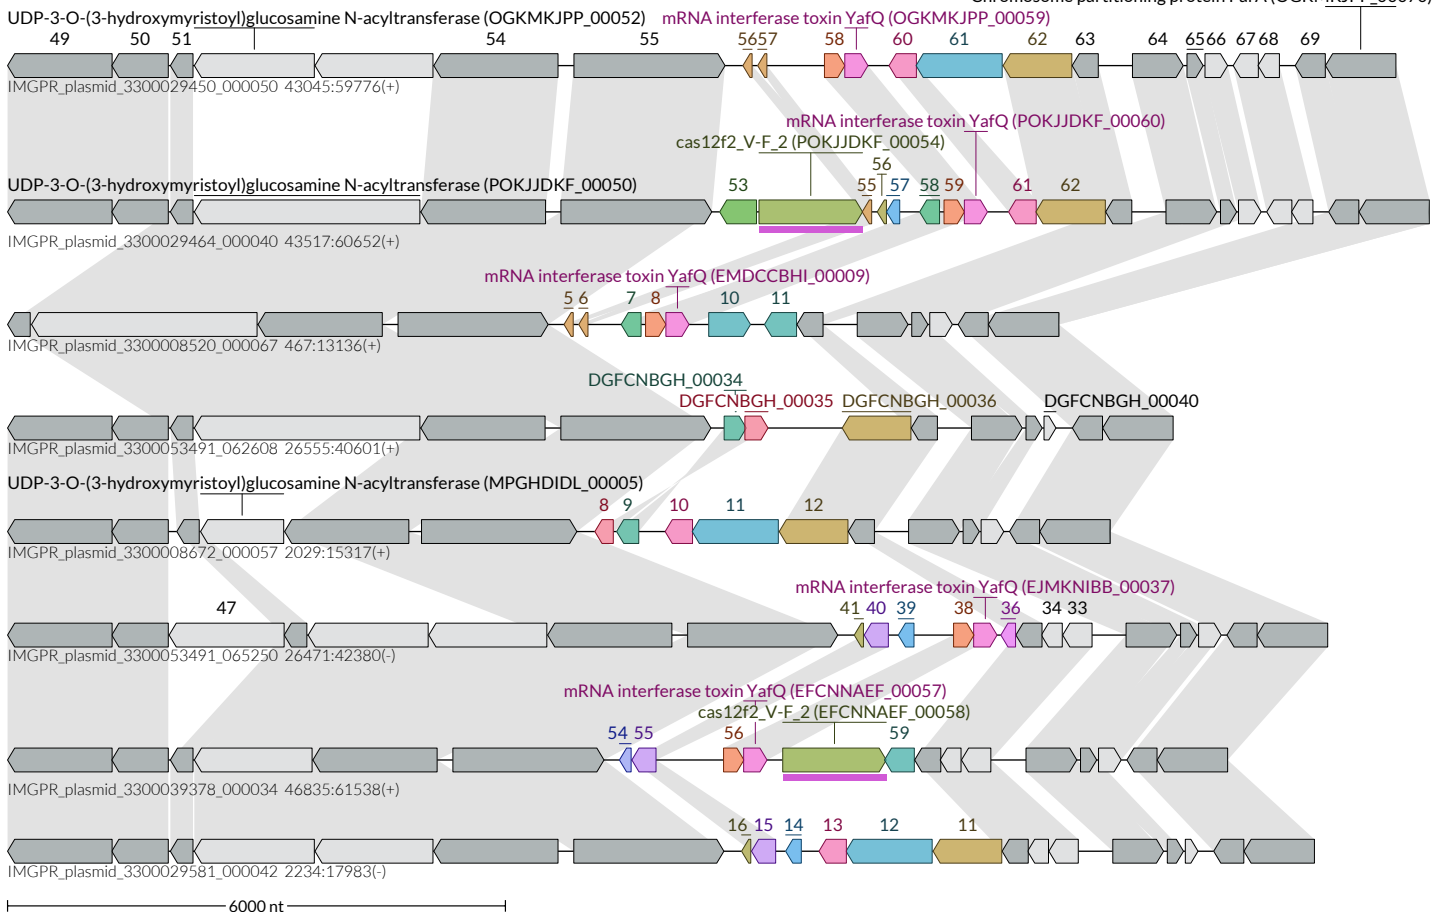 UDP-3-O-(3-hydroxymyristoyl)glucosamine N-acyltransferase (OGKMKJPP_00052) mRNA interferase toxin YafQ (OGKMKJPP_00059)
49 50 51 54 55 56 57 58 60 61 62 63 64 65 66 67 68 69
IMGPR_plasmid_3300029450_000050 43045:59776(+)
mRNA interferase toxin YafQ (POKJJDKF_00060)
cas12f2_V-F_2 (POKJJDKF_00054)
56
UDP-3-O-(3-hydroxymyristoyl)glucosamine N-acyltransferase (POKJJDKF_00050) 53 55 57 58 59 61 62
IMGPR_plasmid_3300029464_000040 43517:60652(+)
mRNA interferase toxin YafQ (EMDCCBHI_00009)
5 6 7 8 10 11
IMGPR_plasmid_3300008520_000067 467:13136(+)
DGFCNBGH_00034
DGFCNBGH_00035 DGFCNBGH_00036 DGFCNBGH_00040
IMGPR_plasmid_3300053491_062608 26555:40601(+)
UDP-3-O-(3-hydroxymyristoyl)glucosamine N-acyltransferase (MPGHDIDL_00005)
8 9 10 11 12
IMGPR_plasmid_3300008672_000057 2029:15317(+)
mRNA interferase toxin YafQ (EJMKNIBB_00037)
47 41 40 39 38 36 34 33
IMGPR_plasmid_3300053491_065250 26471:42380(-)
mRNA interferase toxin YafQ (EFCNNAEF_00057)
cas12f2_V-F_2 (EFCNNAEF_00058)
54 55 56 59
IMGPR_plasmid_3300039378_000034 46835:61538(+)
16 15 14 13 12 11
IMGPR_plasmid_3300029581_000042 2234:17983(-)
6000 nt